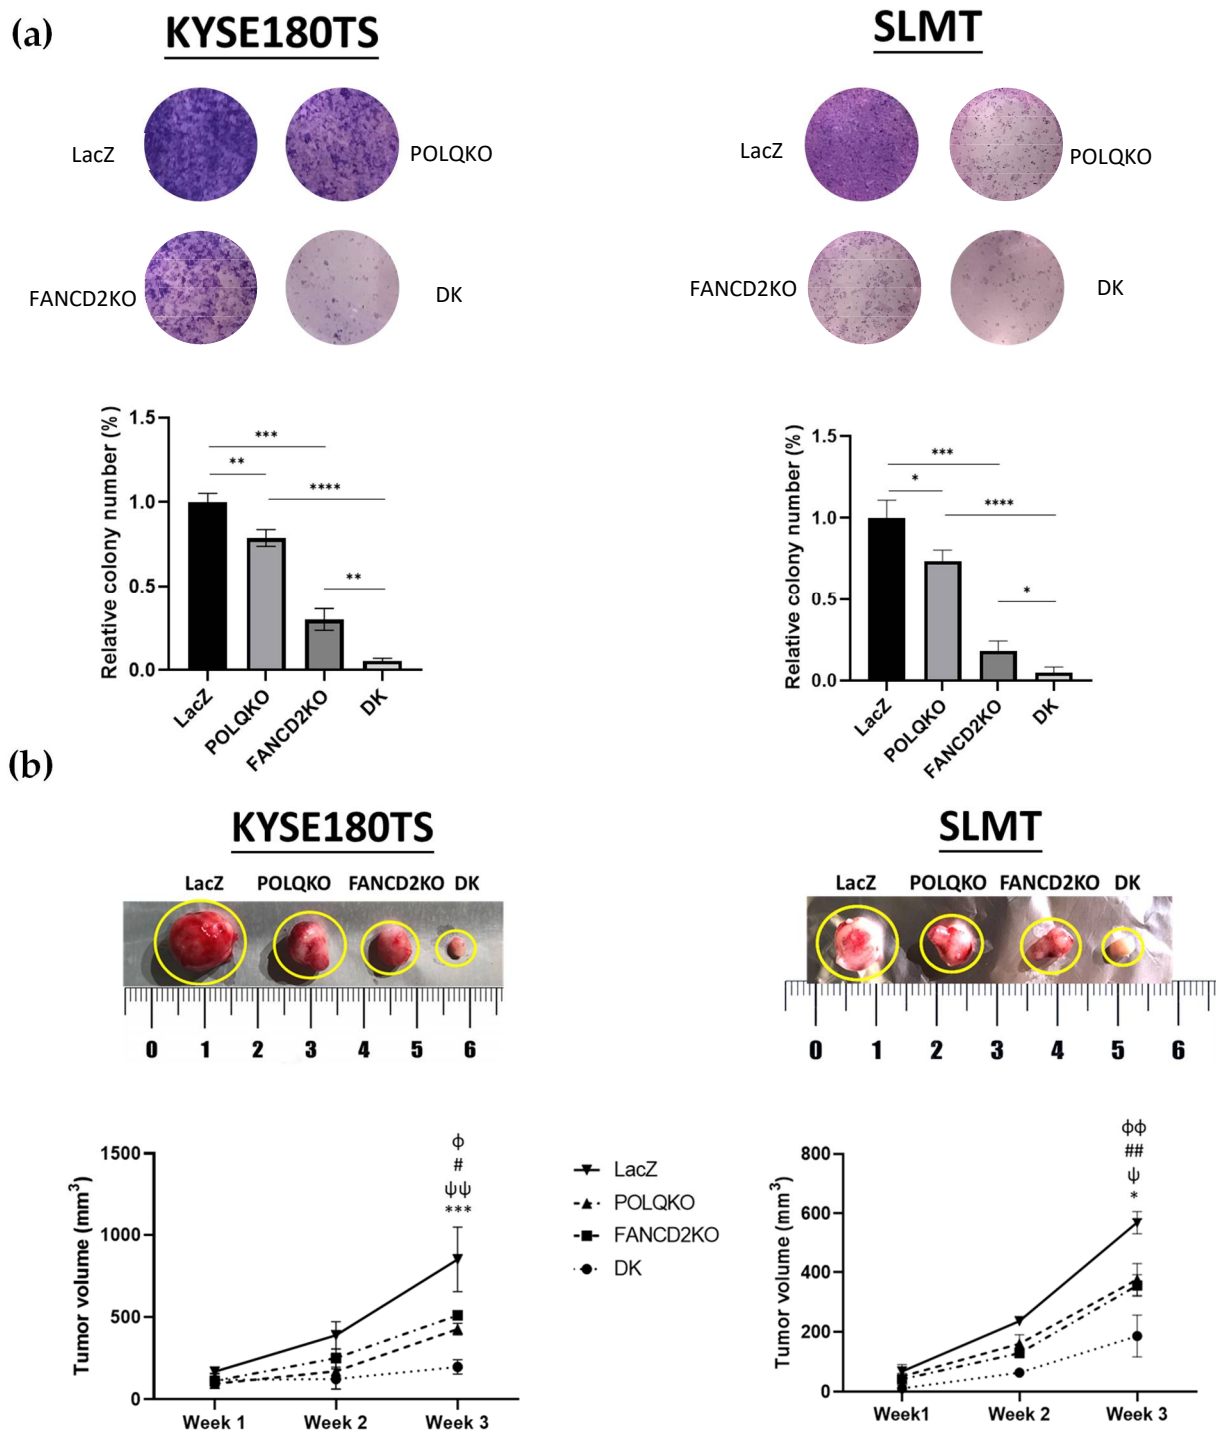 (a)
KYSE180TS
SLMT
LacZ
POLQKO
FANCD2KO
DK
LacZ
POLQKO
FANCD2KO
DK
Relative colony number (%)
1.5
1.0
0.5
0.0
***
**
****
**
LacZ
POLQKO
FANCD2KO
DK
Relative colony number (%)
1.5
1.0
0.5
0.0
***
*
****
*
LacZ
POLQKO
FANCD2KO
DK
(b)
KYSE180TS
LacZ POLQKO FANCD2KO DK
0 1 2 3 4 5 6
SLMT
LacZ POLQKO FANCD2KO DK
0 1 2 3 4 5 6
Tumor volume (mm³)
1500
1000
500
0
ϕ
#
ψψ
***
Week 1 Week 2 Week 3
LacZ
POLQKO
FANCD2KO
DK
Tumor volume (mm³)
800
600
400
200
0
ϕϕ
##
ψ
*
Week1 Week 2 Week 3